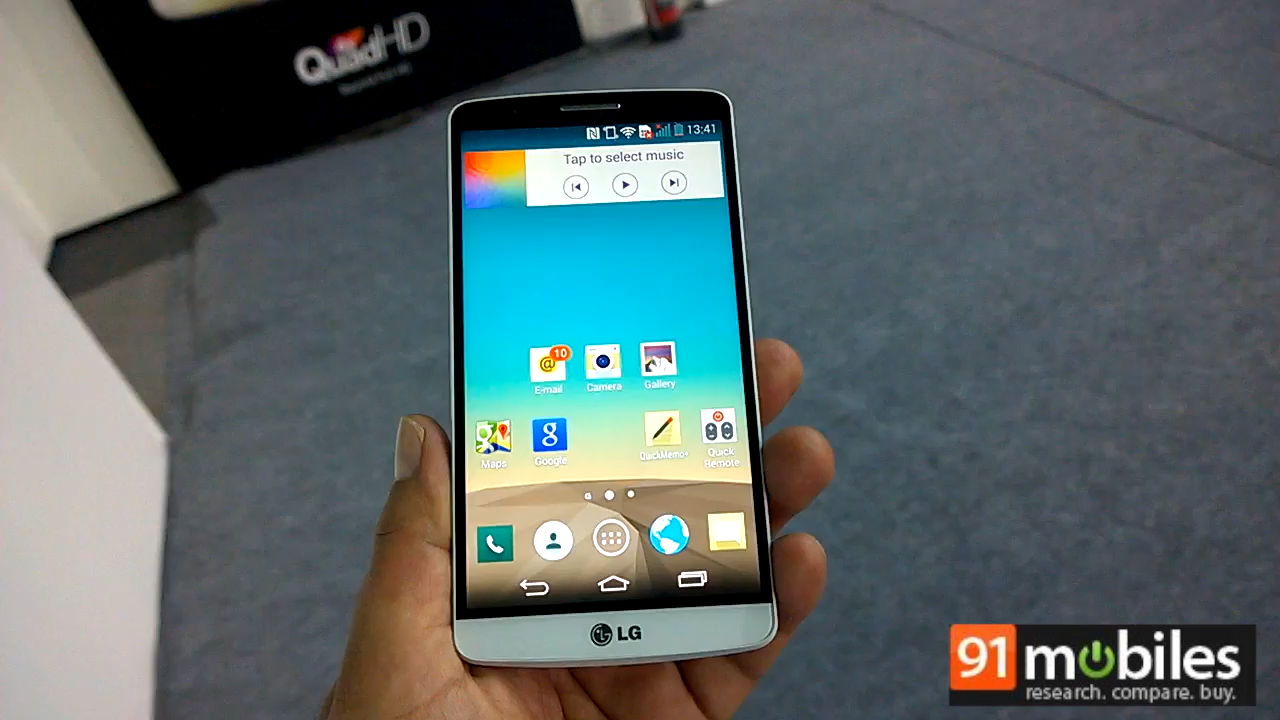 QuadHD
13:41
Tap to select music
10
@
E-mail
Camera
Gallery
g
Maps
Google
QuickMemo+
Quick
Remote
G
LG
91mobiles
research. compare. buy.